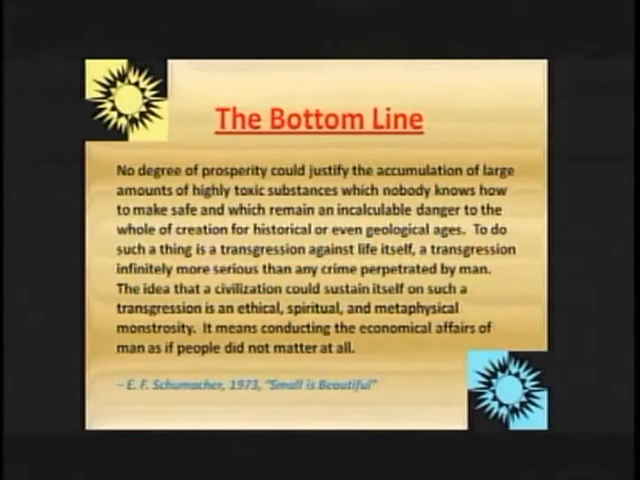 The Bottom Line
No degree of prosperity could justify the accumulation of large
amounts of highly toxic substances which nobody knows how
to make safe and which remain an incalculable danger to the
whole of creation for historical or even geological ages. To do
such a thing is a transgression against life itself, a transgression
infinitely more serious than any crime perpetrated by man.
The idea that a civilization could sustain itself on such a
transgression is an ethical, spiritual, and metaphysical
monstrosity. It means conducting the economical affairs of
man as if people did not matter at all.
– E. F. Schumacher, 1973, "Small is Beautiful"